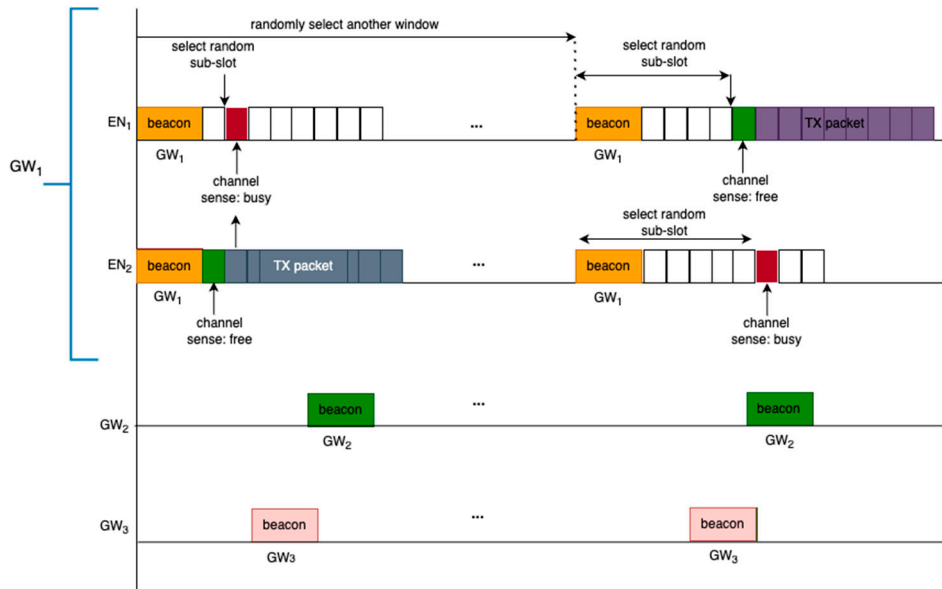 randomly select another window
select random
sub-slot
select random
sub-slot
EN1
beacon
...
beacon
TX packet
GW1
GW1
GW1
channel
sense: busy
channel
sense: free
select random
sub-slot
EN2
beacon
TX packet
...
beacon
GW1
GW1
channel
sense: free
channel
sense: busy
GW2
beacon
...
beacon
GW2
GW2
GW3
beacon
...
beacon
GW3
GW3